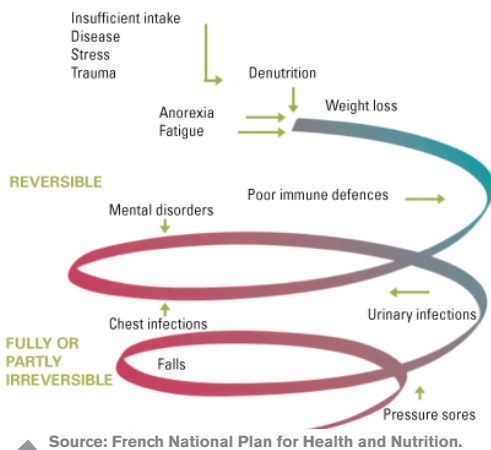 Insufficient intake
Disease
Stress
Trauma
Denutrition
Weight loss
Anorexia
Fatigue
REVERSIBLE
Poor immune defences
Mental disorders
Urinary infections
Chest infections
FULLY OR
PARTLY
IRREVERSIBLE
Falls
Pressure sores
Source: French National Plan for Health and Nutrition.